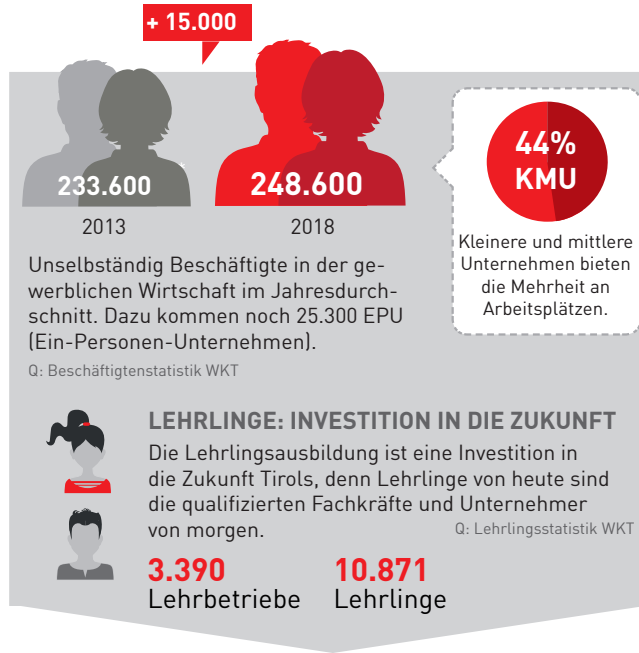 + 15.000
233.600
248.600
2013
2018
44%
KMU
Kleinere und mittlere
Unternehmen bieten
die Mehrheit an
Arbeitsplätzen.
Unselbständig Beschäftigte in der ge-
werblichen Wirtschaft im Jahresdurch-
schnitt. Dazu kommen noch 25.300 EPU
(Ein-Personen-Unternehmen).
Q: Beschäftigtenstatistik WKT
LEHRLINGE: INVESTITION IN DIE ZUKUNFT
Die Lehrlingsausbildung ist eine Investition in
die Zukunft Tirols, denn Lehrlinge von heute sind
die qualifizierten Fachkräfte und Unternehmer
von morgen.
Q: Lehrlingsstatistik WKT
3.390
Lehrbetriebe
10.871
Lehrlinge